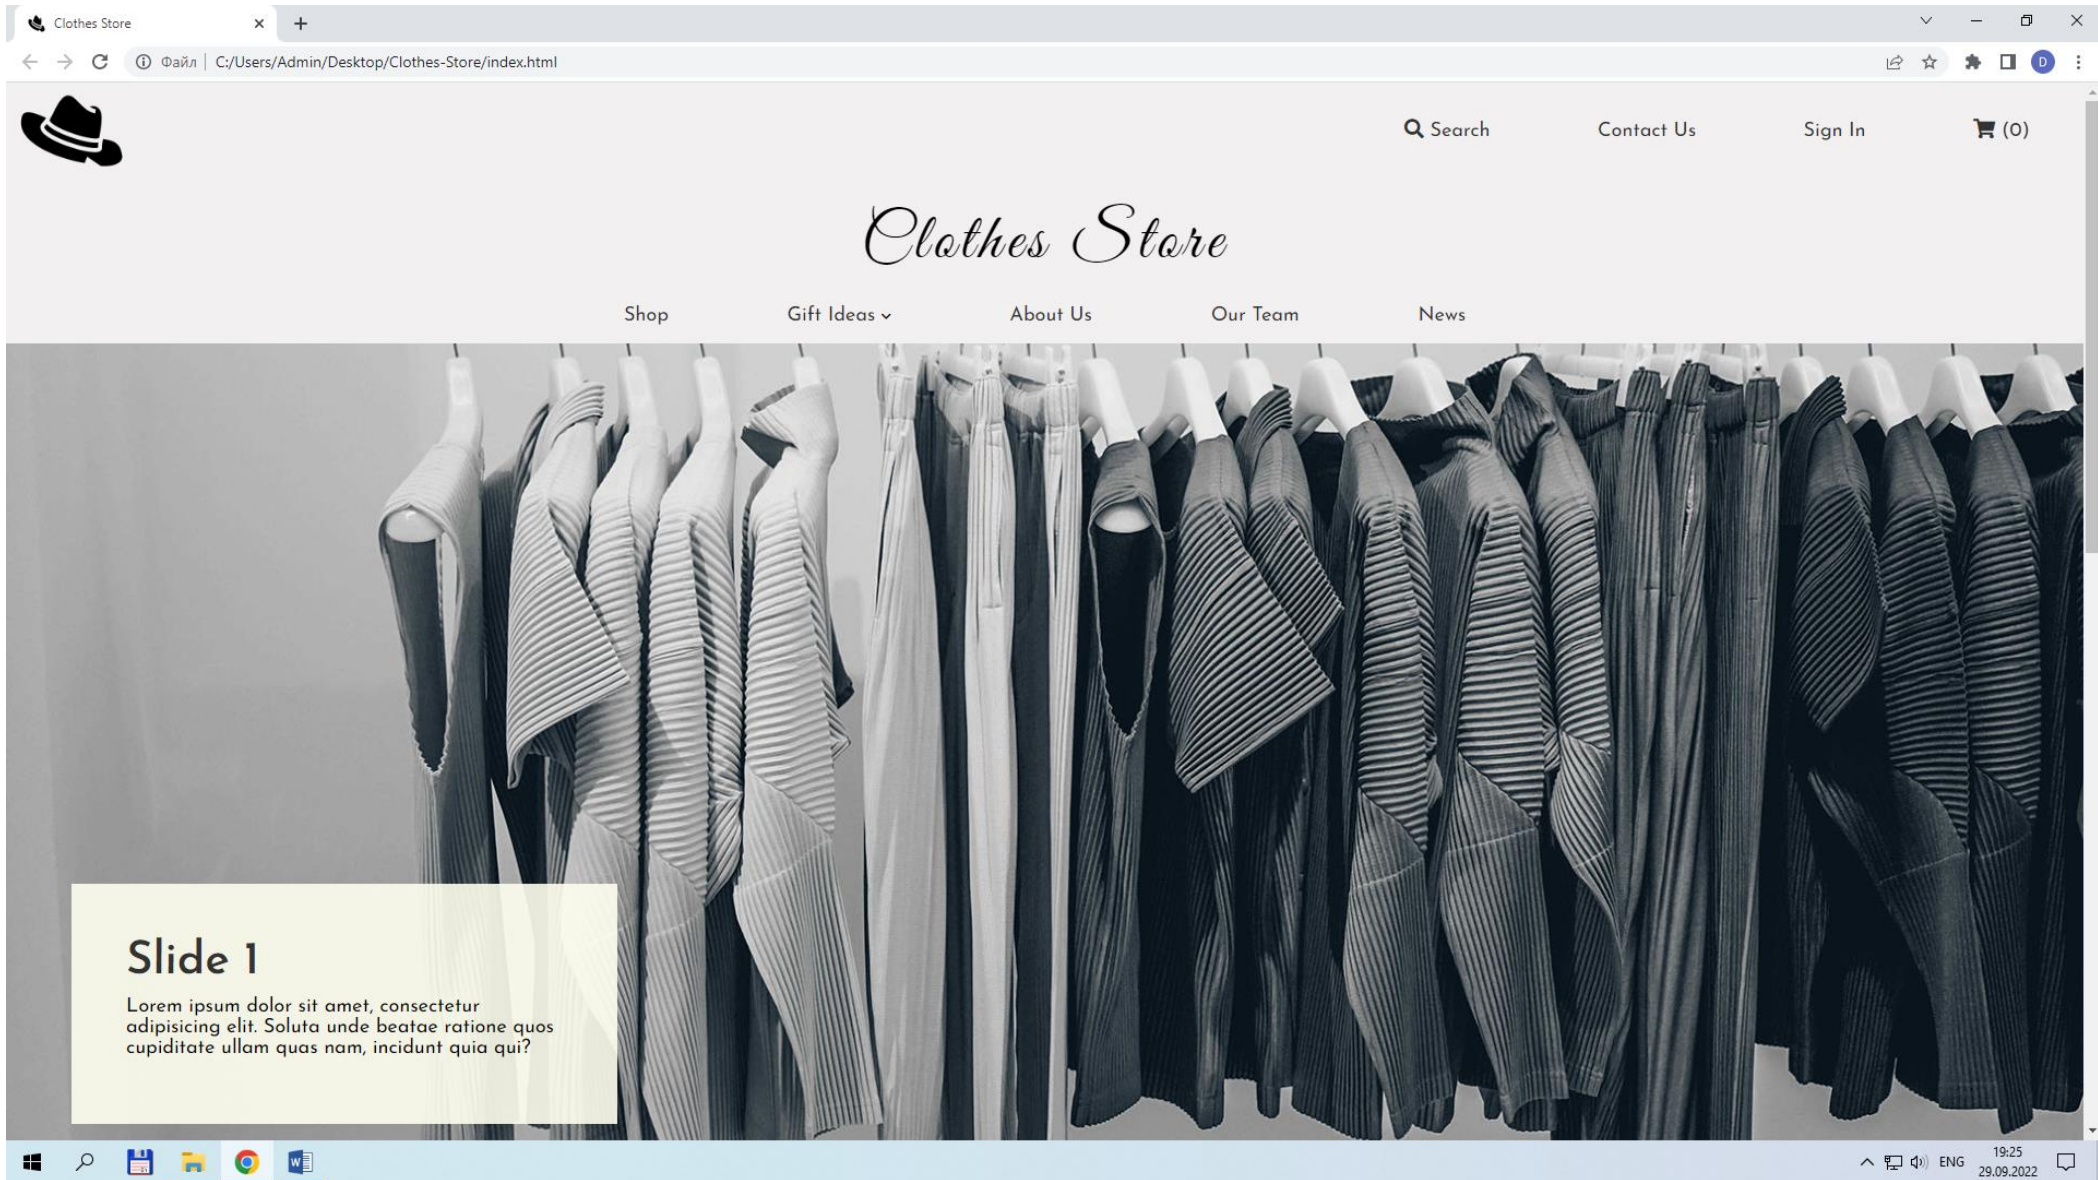 Clothes Store
Файл C:/Users/Admin/Desktop/Clothes-Store/index.html
D
Search Contact Us Sign In (0)
Clothes Store
Shop Gift Ideas About Us Our Team News
Slide 1
Lorem ipsum dolor sit amet, consectetur
adipisicing elit. Soluta unde beatae ratione quos
cupiditate ullam quas nam, incidunt quia qui?
ENG
19:25
29.09.2022